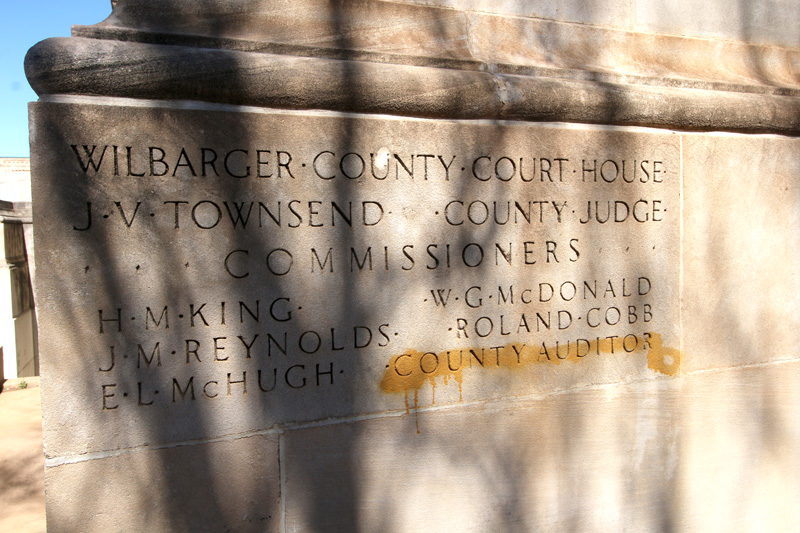 WILBARGER·COUNTY·COURT·HOUSE·
J·V·TOWNSEND· ·COUNTY·JUDGE·
· · · COMMISSIONERS · · ·
H·M·KING· ·W·G·McDONALD
J·M·REYNOLDS· ·ROLAND·COBB
E·L·McHUGH· ·COUNTY AUDITOR